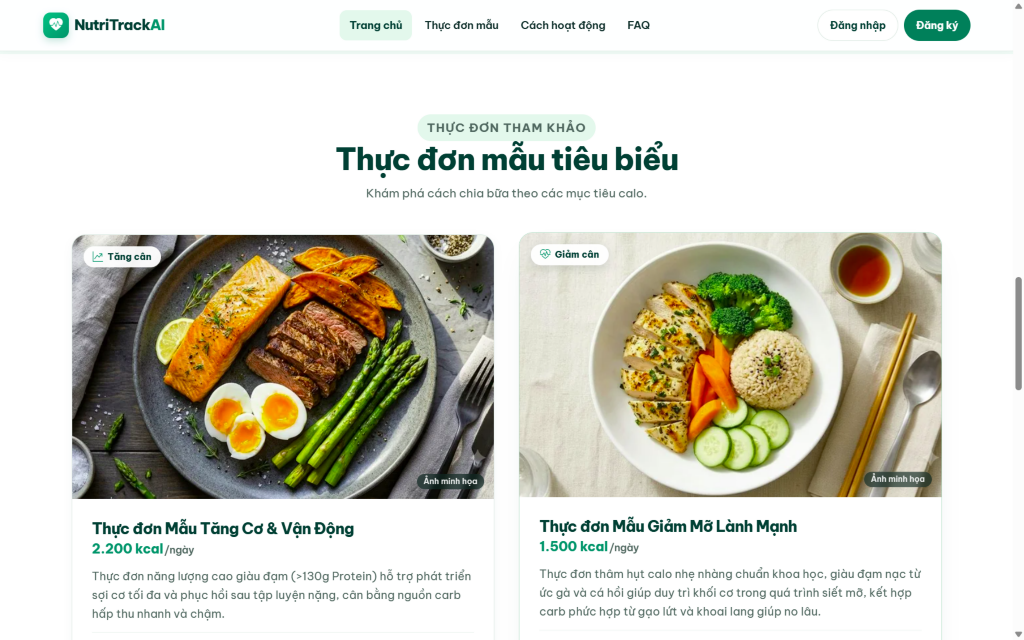 NutriTrackAI
Trang chủ
Thực đơn mẫu
Cách hoạt động
FAQ
Đăng nhập
Đăng ký
THỰC ĐƠN THAM KHẢO
Thực đơn mẫu tiêu biểu
Khám phá cách chia bữa theo các mục tiêu calo.
Tăng cân
Ảnh minh họa
Thực đơn Mẫu Tăng Cơ & Vận Động
2.200 kcal/ngày
Thực đơn năng lượng cao giàu đạm (>130g Protein) hỗ trợ phát triển
sợi cơ tối đa và phục hồi sau tập luyện nặng, cân bằng nguồn carb
hấp thu nhanh và chậm.
Giảm cân
Ảnh minh họa
Thực đơn Mẫu Giảm Mỡ Lành Mạnh
1.500 kcal/ngày
Thực đơn thâm hụt calo nhẹ nhàng chuẩn khoa học, giàu đạm nạc từ
ức gà và cá hồi giúp duy trì khối cơ trong quá trình siết mỡ, kết hợp
carb phức hợp từ gạo lứt và khoai lang giúp no lâu.